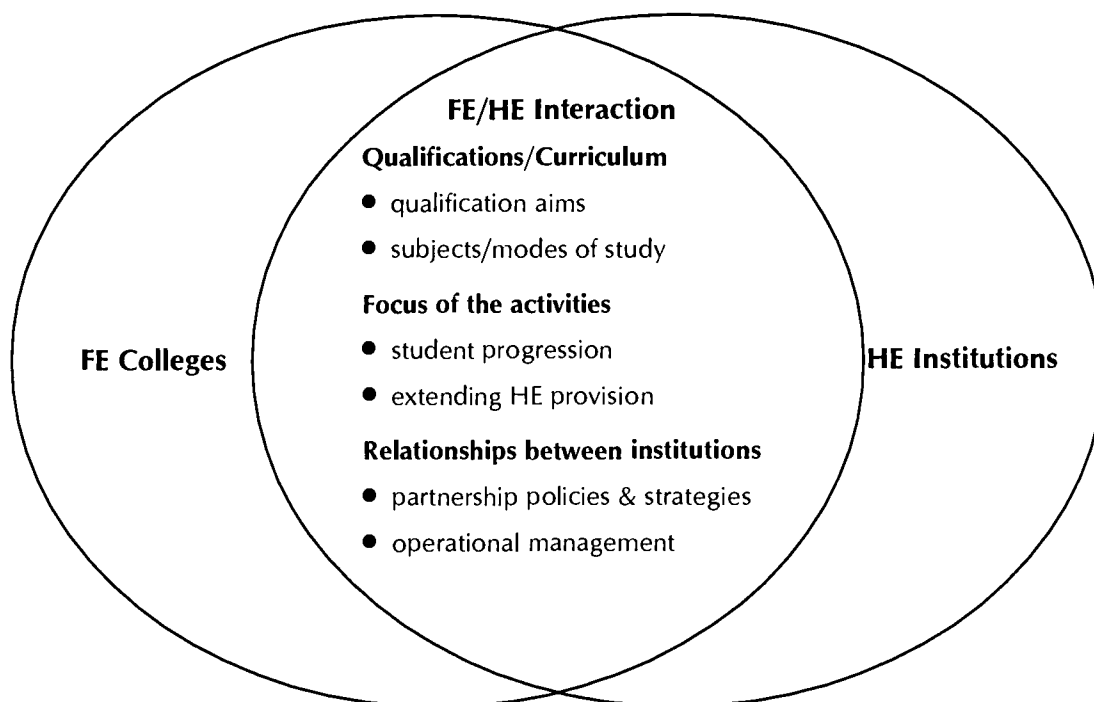 FE/HE Interaction
Qualifications/Curriculum
● qualification aims
● subjects/modes of study
Focus of the activities
● student progression
● extending HE provision
Relationships between institutions
● partnership policies & strategies
● operational management
FE Colleges
HE Institutions